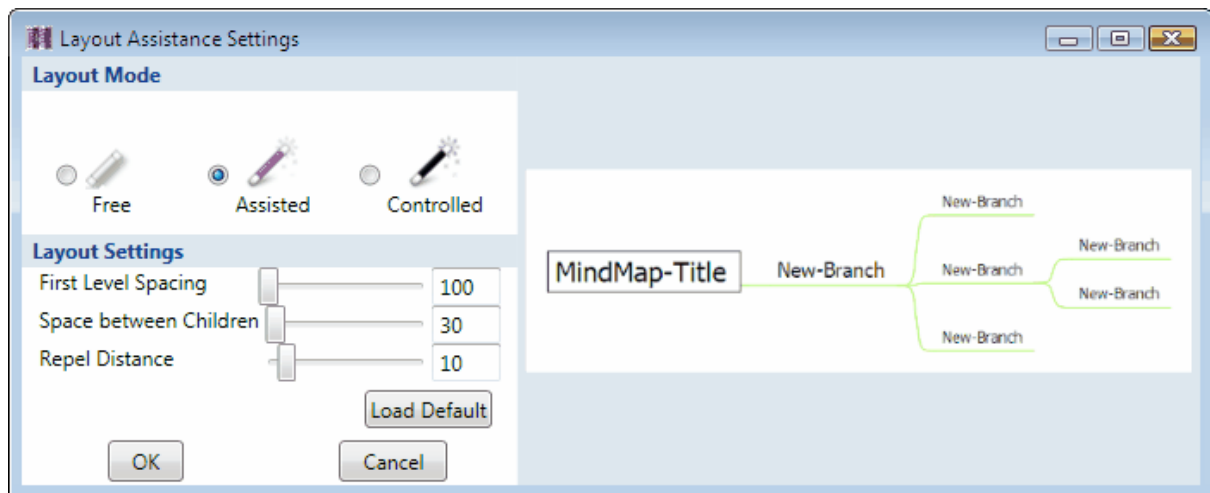 Layout Assistance Settings
Layout Mode
Free
Assisted
Controlled
Layout Settings
First Level Spacing
100
Space between Children
30
Repel Distance
10
Load Default
OK
Cancel
MindMap-Title
New-Branch
New-Branch
New-Branch
New-Branch
New-Branch
New-Branch